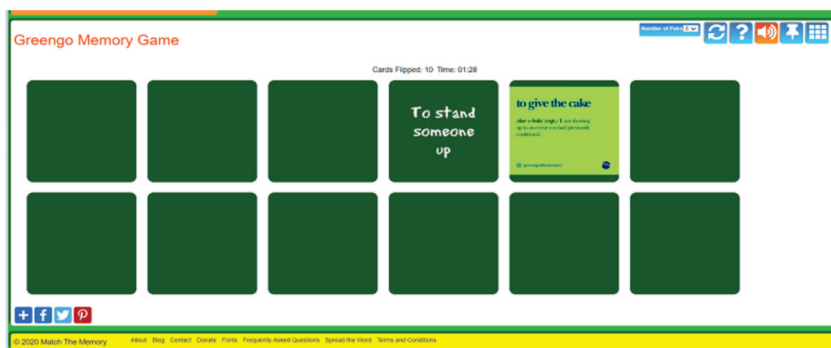 Greengo Memory Game
Number of Pairs
Cards Flipped: 10 Time: 01:28
To stand
someone
up
to give the cake
© 2020 Match The Memory
About Blog Contact Donate Fonts Frequently Asked Questions Spread the Word Terms and Conditions